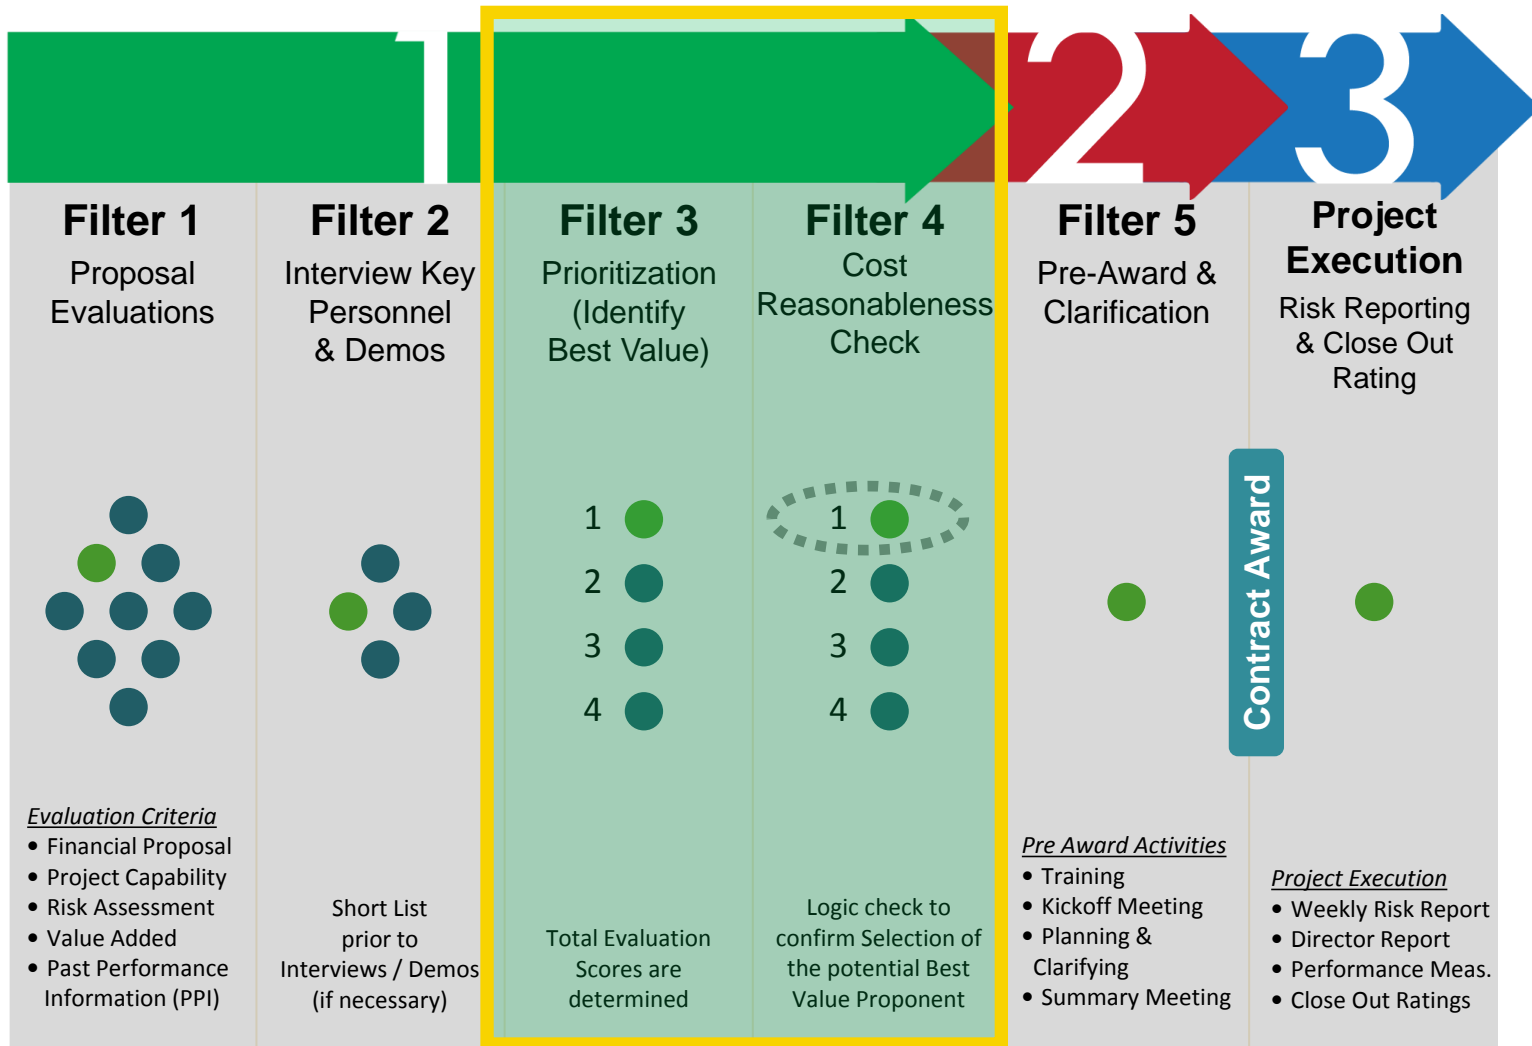 1
2
3
Filter 1
Proposal
Evaluations
Evaluation Criteria
• Financial Proposal
• Project Capability
• Risk Assessment
• Value Added
• Past Performance
Information (PPI)
Filter 2
Interview Key
Personnel
& Demos
Short List
prior to
Interviews / Demos
(if necessary)
Filter 3
Prioritization
(Identify
Best Value)
1
2
3
4
Total Evaluation
Scores are
determined
Filter 4
Cost
Reasonableness
Check
1
2
3
4
Logic check to
confirm Selection of
the potential Best
Value Proponent
Filter 5
Pre-Award &
Clarification
Pre Award Activities
• Training
• Kickoff Meeting
• Planning &
Clarifying
• Summary Meeting
Contract Award
Project
Execution
Risk Reporting
& Close Out
Rating
Project Execution
• Weekly Risk Report
• Director Report
• Performance Meas.
• Close Out Ratings